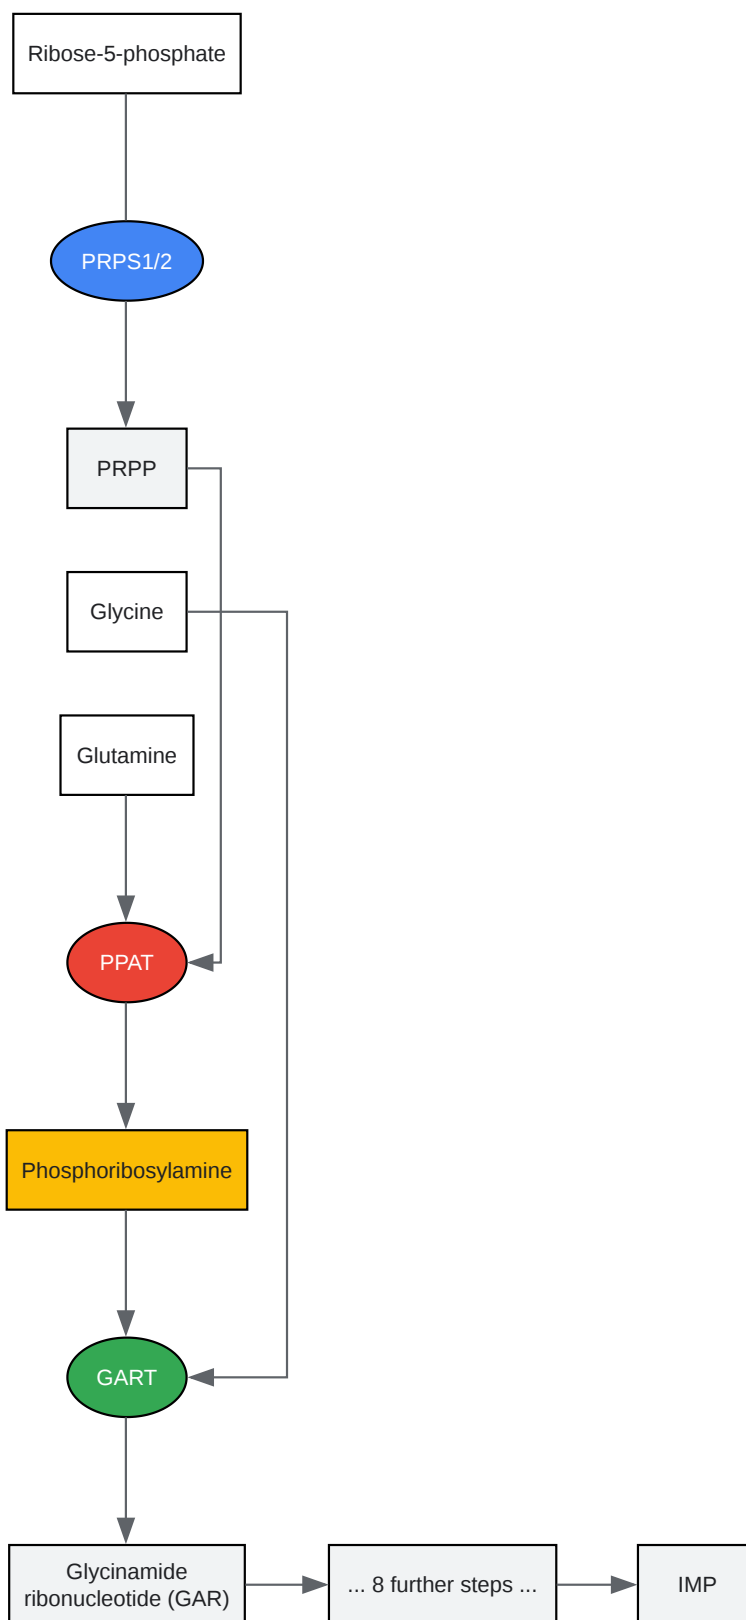 Ribose-5-phosphate
PRPS1/2
PRPP
Glycine
Glutamine
PPAT
Phosphoribosylamine
GART
Glycinamide
ribonucleotide (GAR)
... 8 further steps ...
IMP